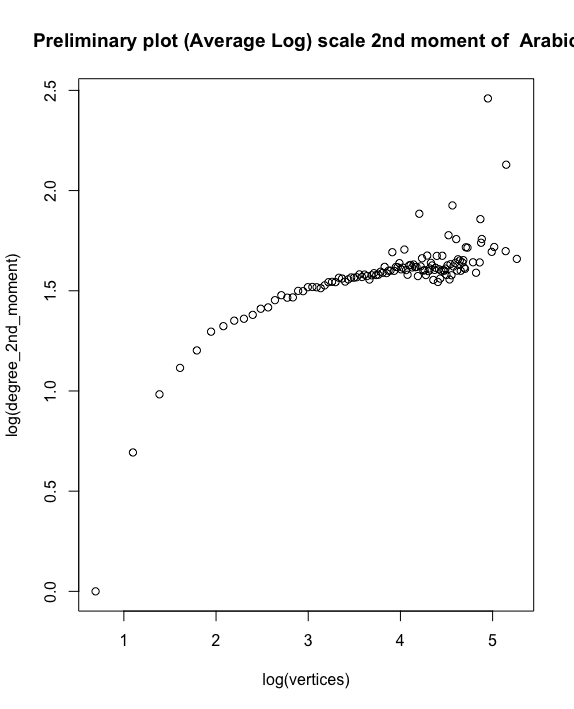 Preliminary plot (Average Log) scale 2nd moment of  Arabic
2.5
2.0
1.5
1.0
0.5
0.0
log(degree_2nd_moment)
1 2 3 4 5
log(vertices)